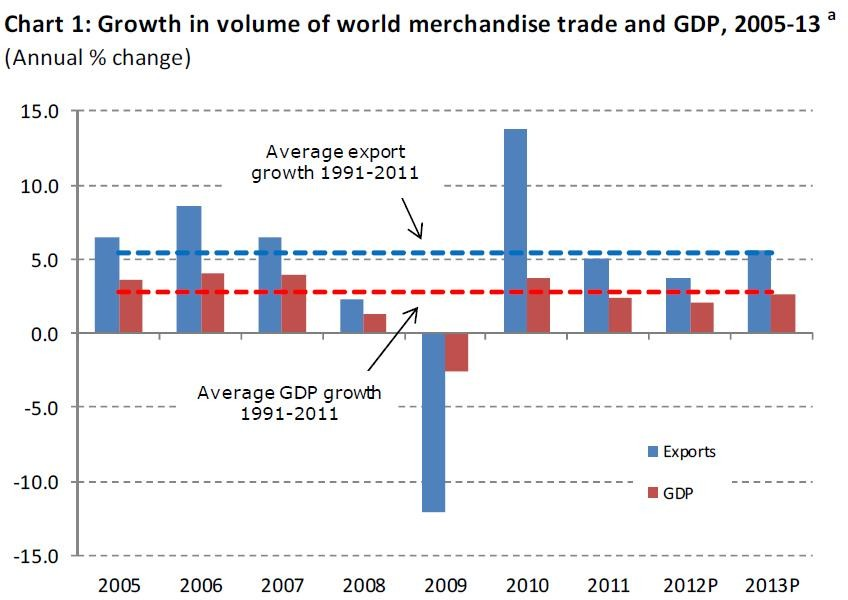 Chart 1: Growth in volume of world merchandise trade and GDP, 2005-13 a
(Annual % change)
15.0
Average export
growth 1991-2011
10.0
5.0
0.0
-5.0
Average GDP growth
1991-2011
Exports
-10.0
GDP
-15.0
2005 2006 2007 2008 2009 2010 2011 2012P 2013P